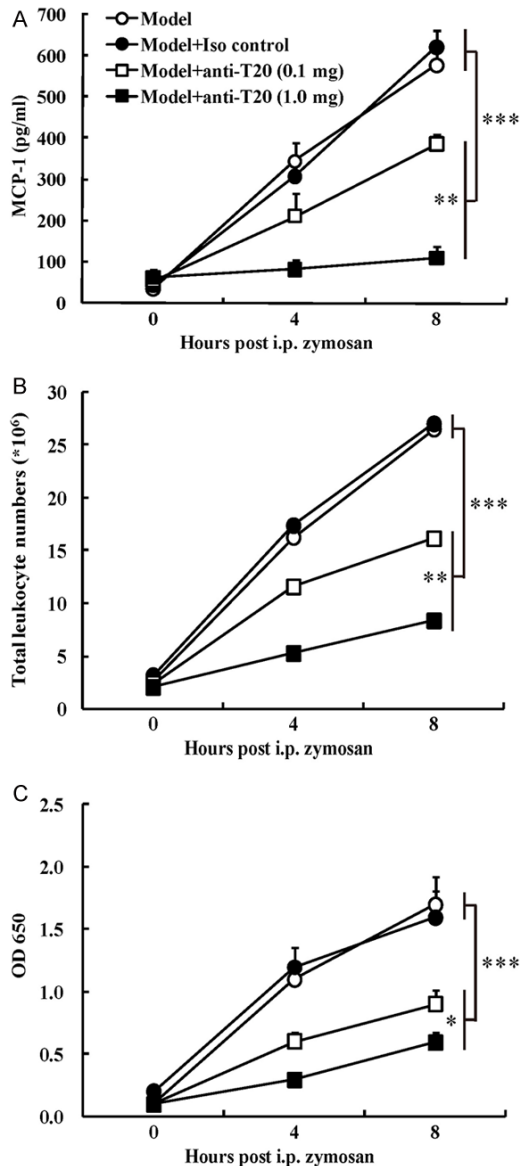 A
Model
Model+Iso control
Model+anti-T20 (0.1 mg)
Model+anti-T20 (1.0 mg)
MCP-1 (pg/ml)
700
600
500
400
300
200
100
0
0 4 8
Hours post i.p. zymosan
***
**
B
Total leukocyte numbers (*10⁶)
30
25
20
15
10
5
0
0 4 8
Hours post i.p. zymosan
***
**
C
OD 650
2.5
2.0
1.5
1.0
0.5
0.0
0 4 8
Hours post i.p. zymosan
***
*